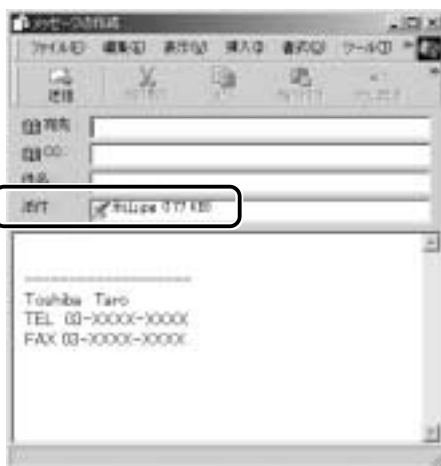 メッセージの作成
ファイル(F) 編集(E) 表示(V) 挿入(I) 書式(O) ツール(T)
送信
宛先
CC:
件名
添付
Toshiba Taro
TEL 03-XXXX-XXXX
FAX 03-XXXX-XXXX